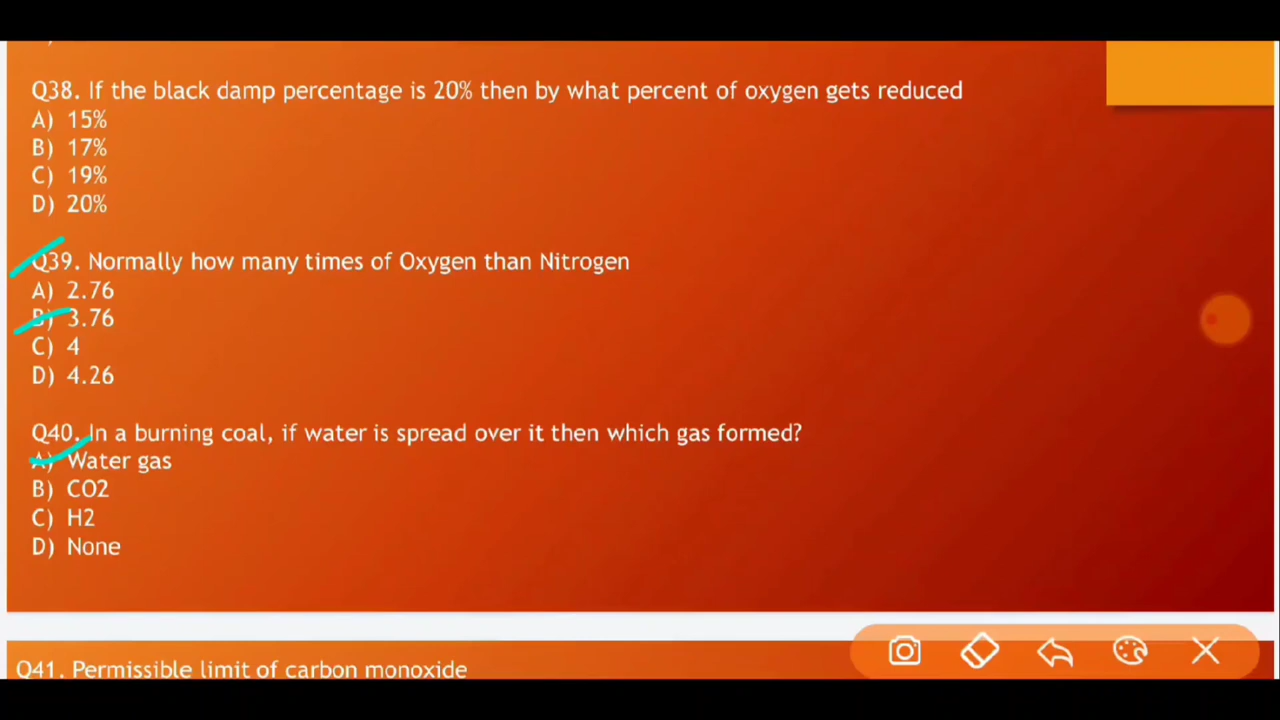 Q38. If the black damp percentage is 20% then by what percent of oxygen gets reduced
A) 15%
B) 17%
C) 19%
D) 20%
Q39. Normally how many times of Oxygen than Nitrogen
A) 2.76
B) 3.76
C) 4
D) 4.26
Q40. In a burning coal, if water is spread over it then which gas formed?
A) Water gas
B) CO2
C) H2
D) None
Q41. Permissible limit of carbon monoxide